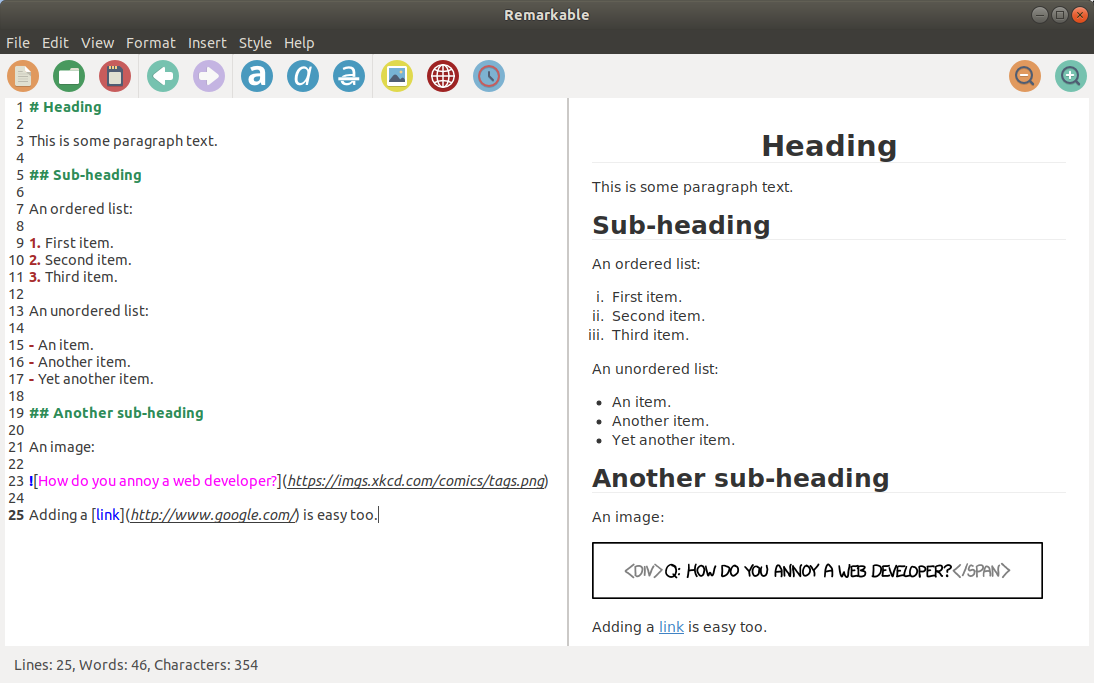 Remarkable
File Edit View Format Insert Style Help
a a a
1 # Heading
2
3 This is some paragraph text.
4
5 ## Sub-heading
6
7 An ordered list:
8
9 1. First item.
10 2. Second item.
11 3. Third item.
12
13 An unordered list:
14
15 - An item.
16 - Another item.
17 - Yet another item.
18
19 ## Another sub-heading
20
21 An image:
22
23 ![How do you annoy a web developer?](https://imgs.xkcd.com/comics/tags.png)
24
25 Adding a [link](http://www.google.com/) is easy too.
Heading
This is some paragraph text.
Sub-heading
An ordered list:
i. First item.
ii. Second item.
iii. Third item.
An unordered list:
• An item.
• Another item.
• Yet another item.
Another sub-heading
An image:
<DIV>Q: HOW DO YOU ANNOY A WEB DEVELOPER?</SPAN>
Adding a link is easy too.
Lines: 25, Words: 46, Characters: 354